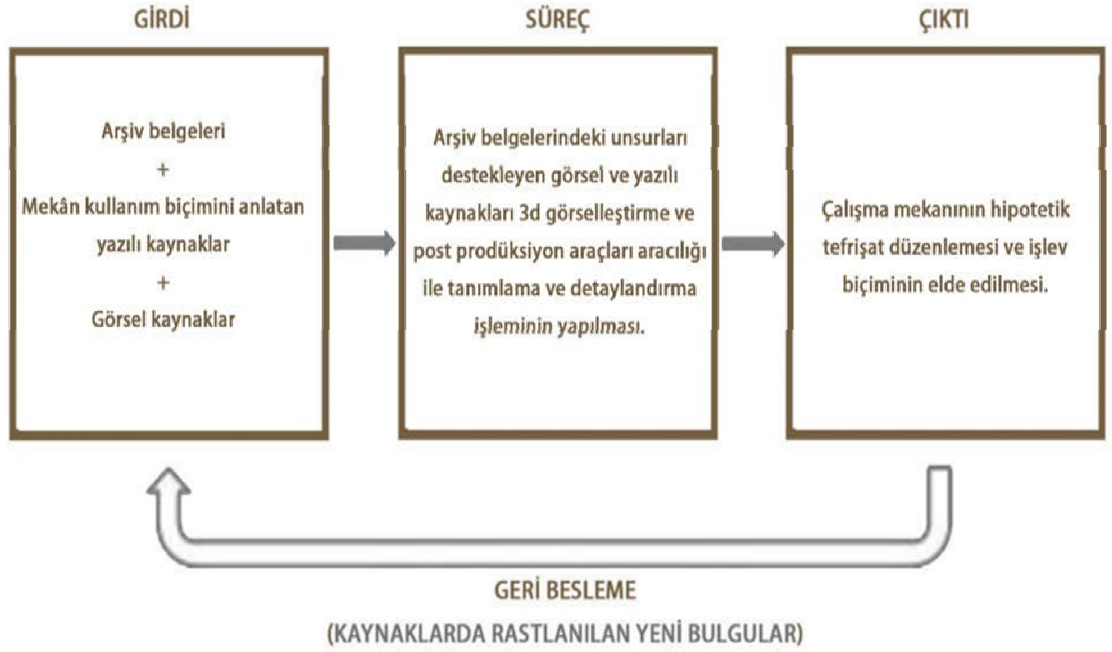 GİRDİ
Arşiv belgeleri
+
Mekân kullanım biçimini anlatan
yazılı kaynaklar
+
Görsel kaynaklar
SÜREÇ
Arşiv belgelerindeki unsurları
destekleyen görsel ve yazılı
kaynakları 3d görselleştirme ve
post prodüksiyon araçları aracılığı
ile tanımlama ve detaylandırma
işleminin yapılması.
ÇIKTI
Çalışma mekanının hipotetik
tefrişat düzenlemesi ve işlev
biçiminin elde edilmesi.
GERİ BESLEME
(KAYNAKLARDA RASTLANILAN YENİ BULGULAR)